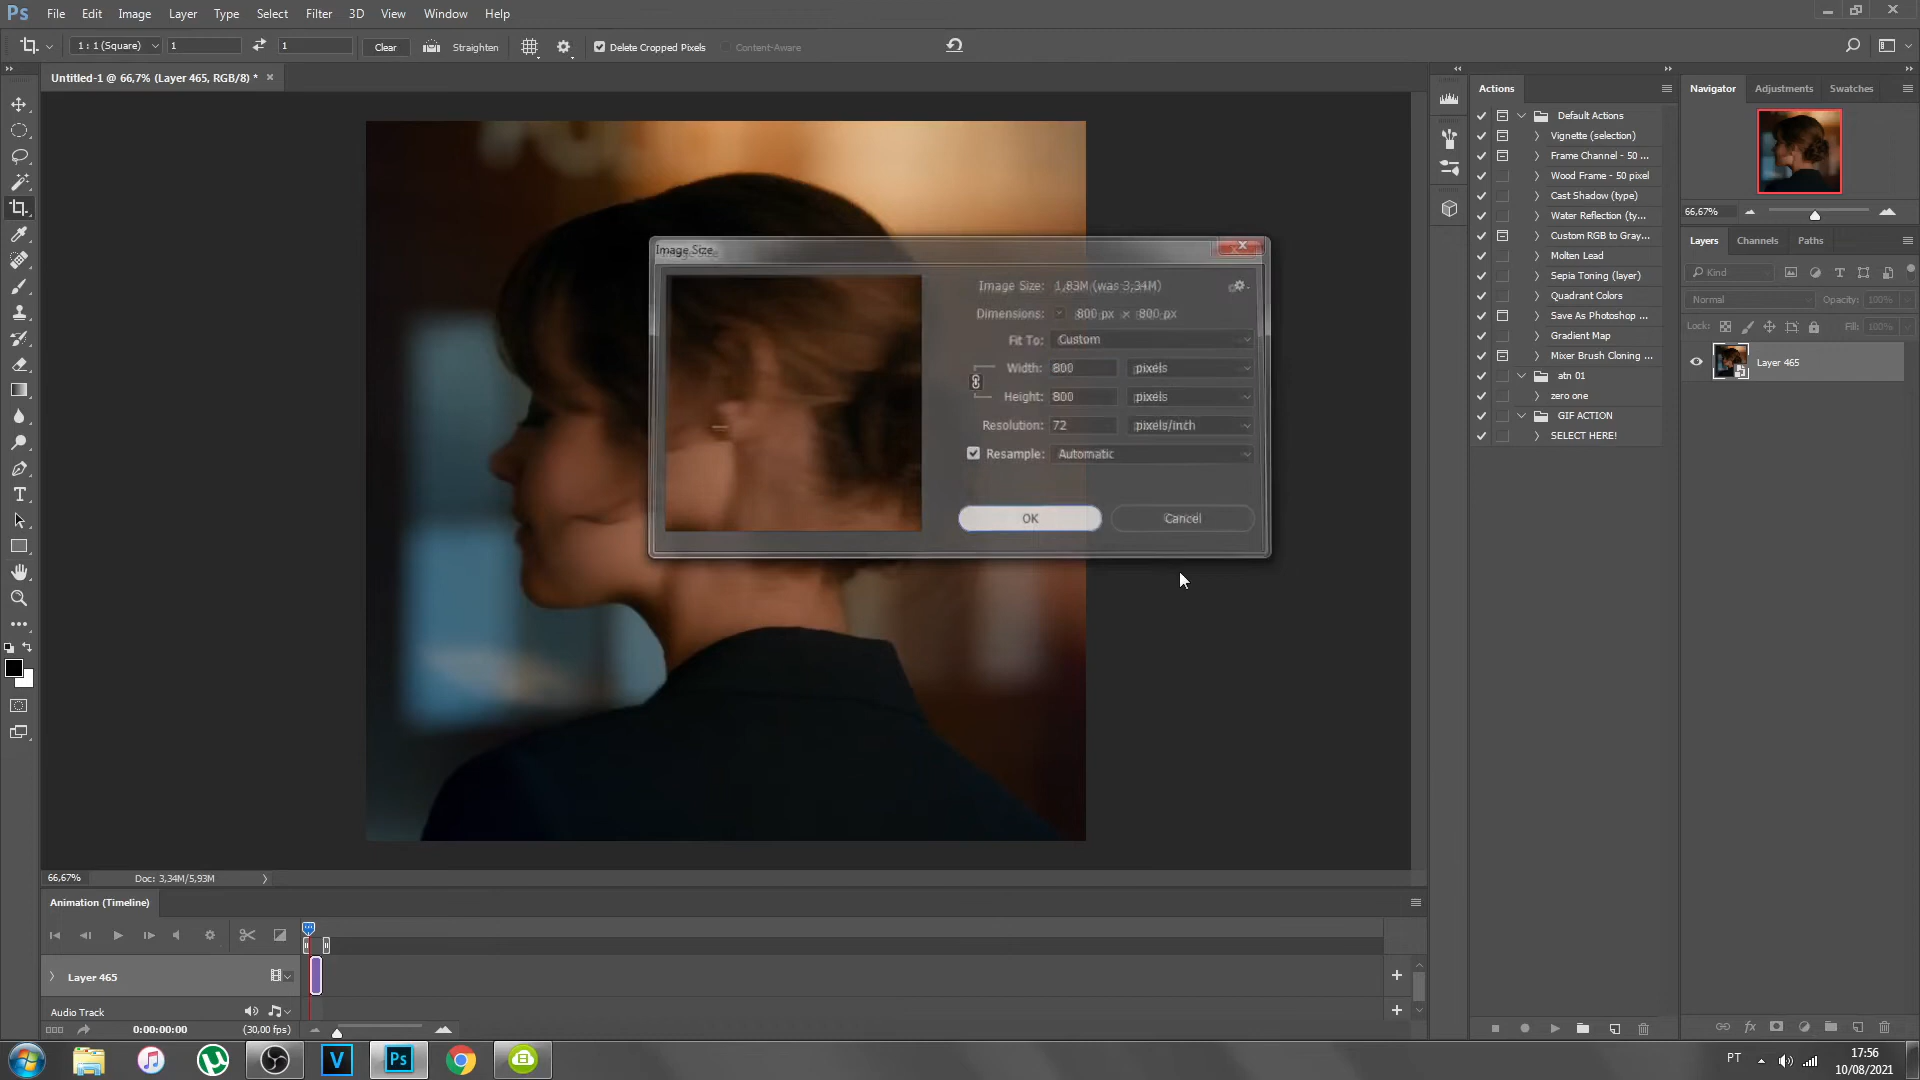 Ps File Edit Image Layer Type Select Filter 3D View Window Help
1 : 1 (Square) 1 1 Clear Straighten Delete Cropped Pixels Content-Aware
Untitled-1 @ 66,7% (Layer 465, RGB/8) * ×
Actions
Default Actions
Vignette (selection)
Frame Channel - 50 ...
Wood Frame - 50 pixel
Cast Shadow (type)
Water Reflection (ty...
Custom RGB to Gray...
Molten Lead
Sepia Toning (layer)
Quadrant Colors
Save As Photoshop ...
Gradient Map
Mixer Brush Cloning ...
atn 01
zero one
GIF ACTION
SELECT HERE!
Navigator Adjustments Swatches
66,67%
Layers Channels Paths
Kind
Normal Opacity: 100%
Lock: Fill: 100%
Layer 465
Image Size
Image Size: 1,83M (was 3,34M)
Dimensions: 800 px × 800 px
Fit To: Custom
Width: 800 pixels
Height: 800 pixels
Resolution: 72 pixels/inch
Resample: Automatic
OK Cancel
66,67% Doc: 3,34M/5,93M
Animation (Timeline)
Layer 465
Audio Track
0:00:00:00 (30,00 fps)
V Ps PT 17:56
10/08/2021